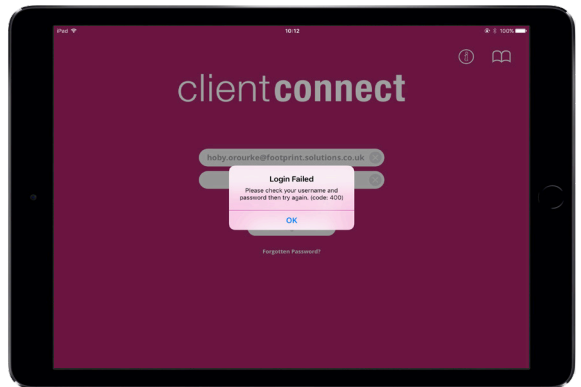 iPad
10:12
100%
clientconnect
hoby.orourke@footprint.solutions.co.uk
Login Failed
Please check your username and
password then try again. (code: 400)
OK
Forgotten Password?